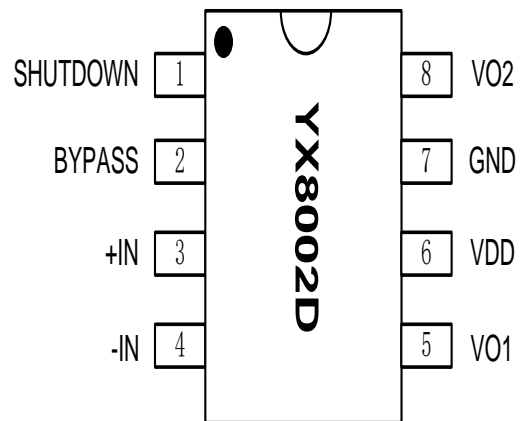 SHUTDOWN 1 8 VO2
BYPASS 2 7 GND
+IN 3 6 VDD
-IN 4 5 VO1
YX8002D